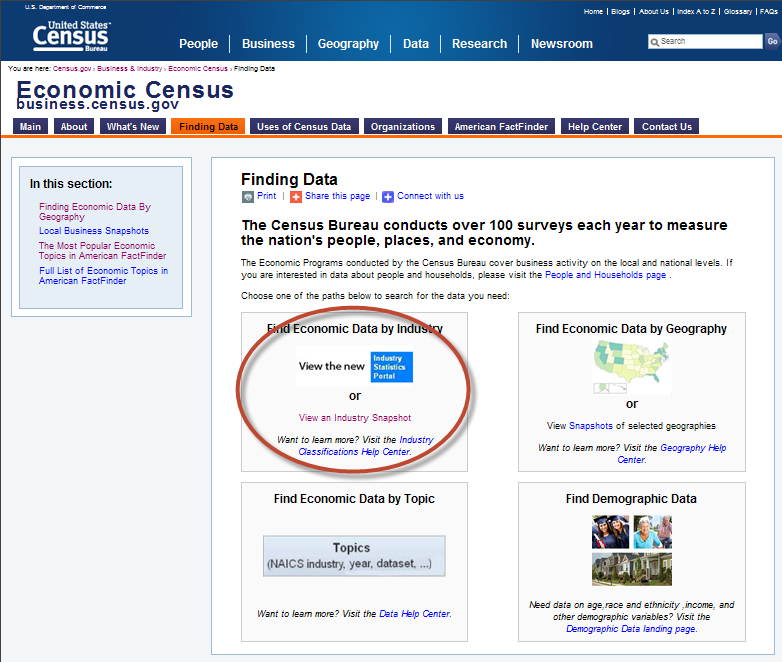 U.S. Department of Commerce
Home | Blogs | About Us | Index A to Z | Glossary | FAQs
United States™
Census
Bureau
People | Business | Geography | Data | Research | Newsroom
Search Go
You are here: Census.gov › Business & Industry › Economic Census › Finding Data
Economic Census
business.census.gov
Main About What's New Finding Data Uses of Census Data Organizations American FactFinder Help Center Contact Us
In this section:
Finding Economic Data By
Geography
Local Business Snapshots
The Most Popular Economic
Topics in American FactFinder
Full List of Economic Topics in
American FactFinder
Finding Data
Print | Share this page | Connect with us
The Census Bureau conducts over 100 surveys each year to measure
the nation's people, places, and economy.
The Economic Programs conducted by the Census Bureau cover business activity on the local and national levels. If
you are interested in data about people and households, please visit the People and Households page .
Choose one of the paths below to search for the data you need:
Find Economic Data by Industry
View the new
Industry
Statistics
Portal
or
View an Industry Snapshot
Want to learn more? Visit the Industry
Classifications Help Center.
Find Economic Data by Geography
or
View Snapshots of selected geographies
Want to learn more? Visit the Geography Help
Center.
Find Economic Data by Topic
Topics
(NAICS industry, year, dataset, ...)
Want to learn more? Visit the Data Help Center.
Find Demographic Data
Need data on age,race and ethnicity ,income, and
other demographic variables? Visit the
Demographic Data landing page.